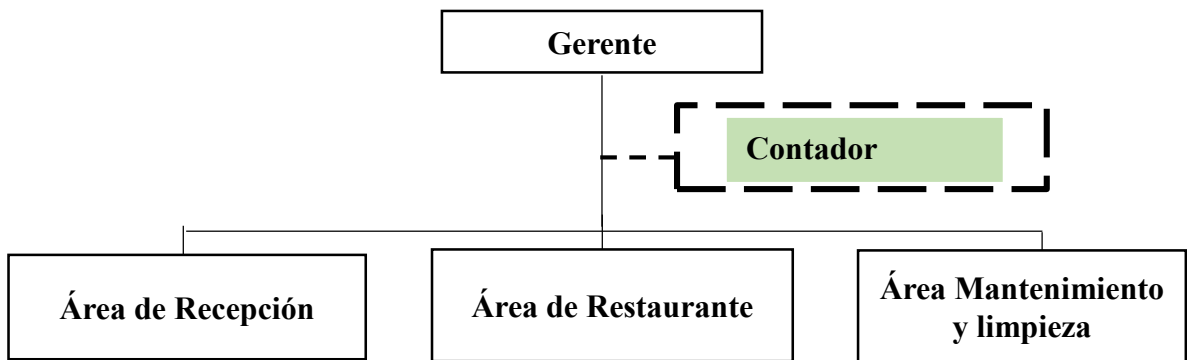 Gerente
Contador
Área de Recepción
Área de Restaurante
Área Mantenimiento
y limpieza